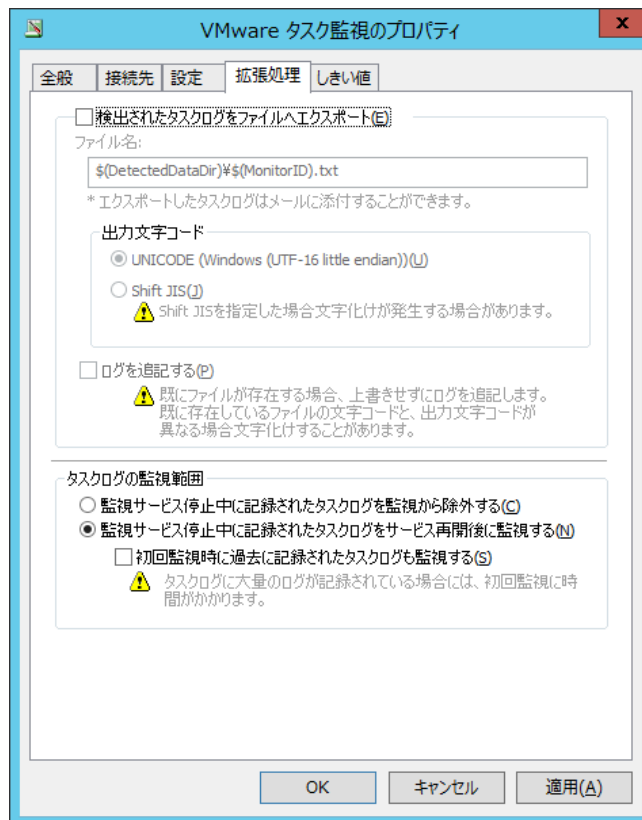 VMware タスク監視のプロパティ
x
全般 接続先 設定 拡張処理 しきい値
検出されたタスクログをファイルへエクスポート(E)
ファイル名:
$(DetectedDataDir)¥$(MonitorID).txt
* エクスポートしたタスクログはメールに添付することができます。
出力文字コード
UNICODE (Windows (UTF-16 little endian))(U)
Shift JIS(J)
Shift JISを指定した場合文字化けが発生する場合があります。
ログを追記する(P)
既にファイルが存在する場合、上書きせずにログを追記します。
既に存在しているファイルの文字コードと、出力文字コードが
異なる場合文字化けすることがあります。
タスクログの監視範囲
監視サービス停止中に記録されたタスクログを監視から除外する(C)
監視サービス停止中に記録されたタスクログをサービス再開後に監視する(N)
初回監視時に過去に記録されたタスクログも監視する(S)
タスクログに大量のログが記録されている場合には、初回監視に時
間がかかります。
OK キャンセル 適用(A)